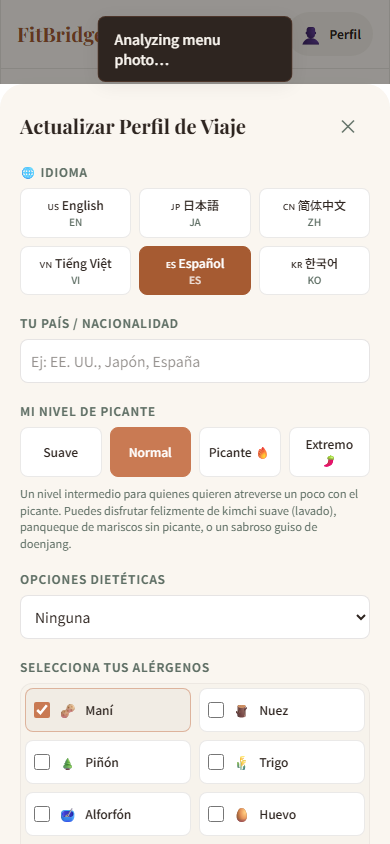 FitBridge
Analyzing menu
photo…
Perfil
Actualizar Perfil de Viaje
IDIOMA
US English
EN
JP 日本語
JA
CN 简体中文
ZH
VN Tiếng Việt
VI
ES Español
ES
KR 한국어
KO
TU PAÍS / NACIONALIDAD
Ej: EE. UU., Japón, España
MI NIVEL DE PICANTE
Suave
Normal
Picante
Extremo
Un nivel intermedio para quienes quieren atreverse un poco con el
picante. Puedes disfrutar felizmente de kimchi suave (lavado),
panqueque de mariscos sin picante, o un sabroso guiso de
doenjang.
OPCIONES DIETÉTICAS
Ninguna
SELECCIONA TUS ALÉRGENOS
Maní
Nuez
Piñón
Trigo
Alforfón
Huevo